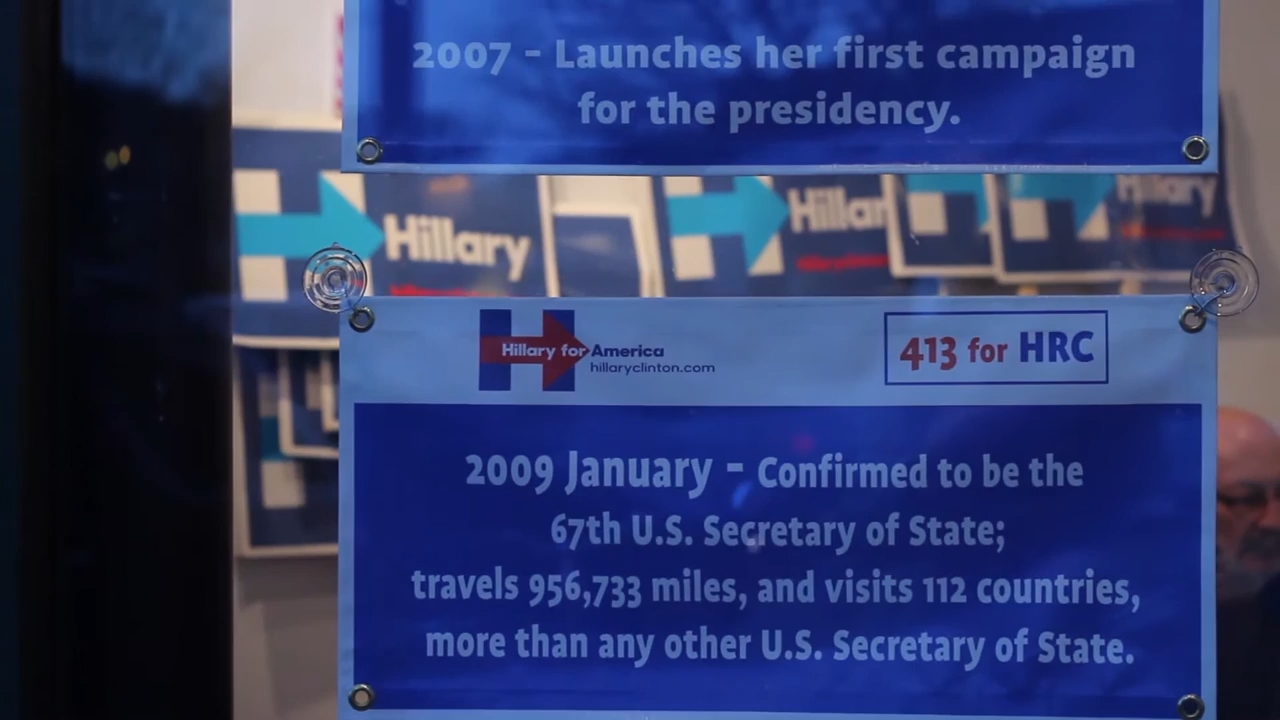 2007 - Launches her first campaign
for the presidency.
Hillary
Hillar
Hillary
Hillary for America
hillaryclinton.com
413 for HRC
2009 January - Confirmed to be the
67th U.S. Secretary of State;
travels 956,733 miles, and visits 112 countries,
more than any other U.S. Secretary of State.